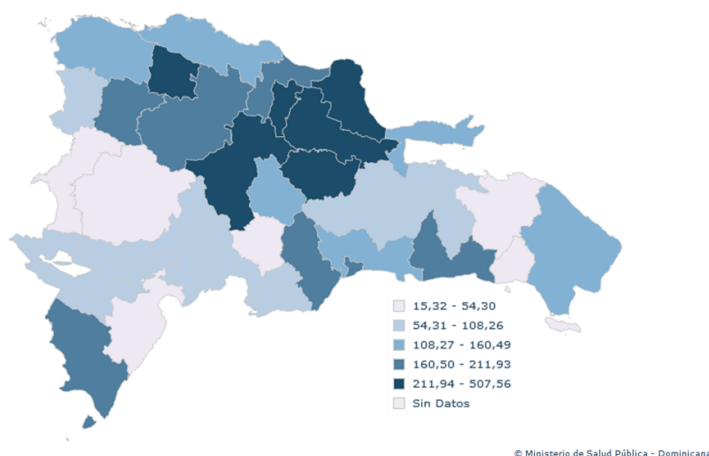 15,32 - 54,30
54,31 - 108,26
108,27 - 160,49
160,50 - 211,93
211,94 - 507,56
Sin Datos
© Ministerio de Salud Pública - Dominicana